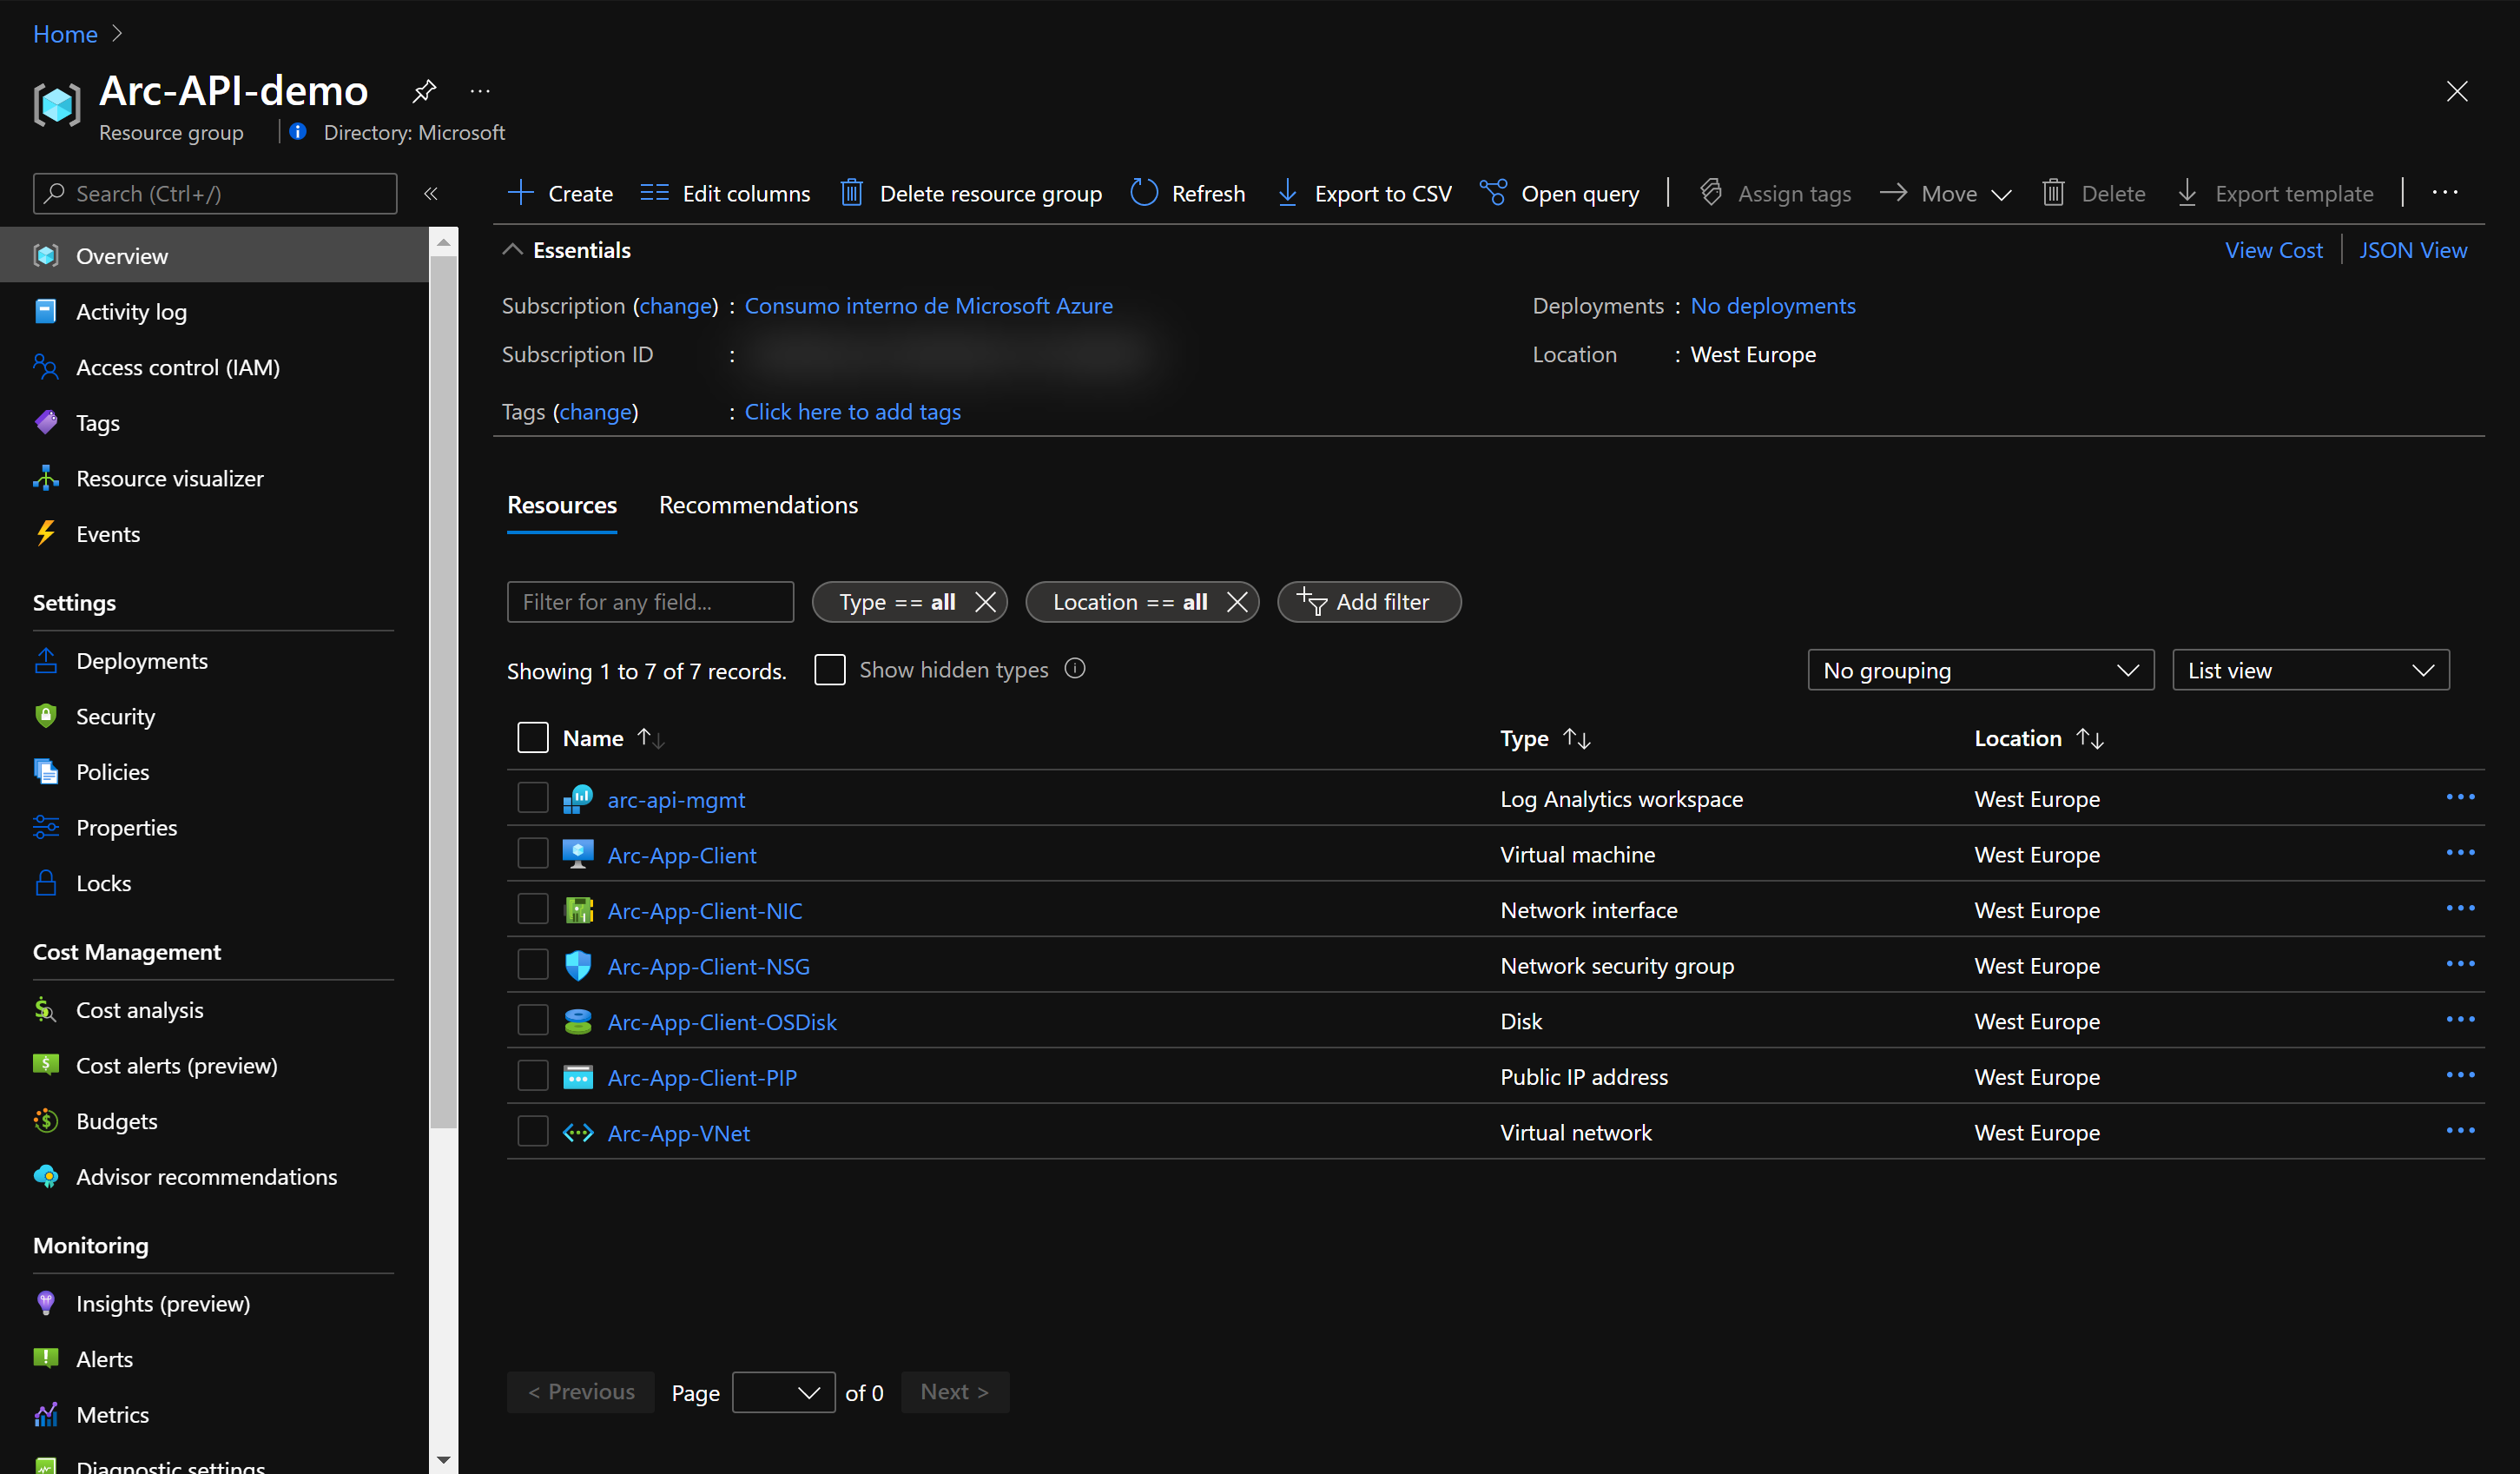 Home
Arc-API-demo
Resource group
Directory: Microsoft
Search (Ctrl+/)
Overview
Activity log
Access control (IAM)
Tags
Resource visualizer
Events
Settings
Deployments
Security
Policies
Properties
Locks
Cost Management
Cost analysis
Cost alerts (preview)
Budgets
Advisor recommendations
Monitoring
Insights (preview)
Alerts
Metrics
Diagnostic settings
Create Edit columns Delete resource group Refresh Export to CSV Open query Assign tags Move Delete Export template
Essentials
View Cost JSON View
Subscription (change) : Consumo interno de Microsoft Azure
Deployments : No deployments
Subscription ID :
Location : West Europe
Tags (change) : Click here to add tags
Resources Recommendations
Filter for any field... Type == all Location == all Add filter
Showing 1 to 7 of 7 records. Show hidden types No grouping List view
Name Type Location
arc-api-mgmt Log Analytics workspace West Europe
Arc-App-Client Virtual machine West Europe
Arc-App-Client-NIC Network interface West Europe
Arc-App-Client-NSG Network security group West Europe
Arc-App-Client-OSDisk Disk West Europe
Arc-App-Client-PIP Public IP address West Europe
Arc-App-VNet Virtual network West Europe
< Previous Page of 0 Next >